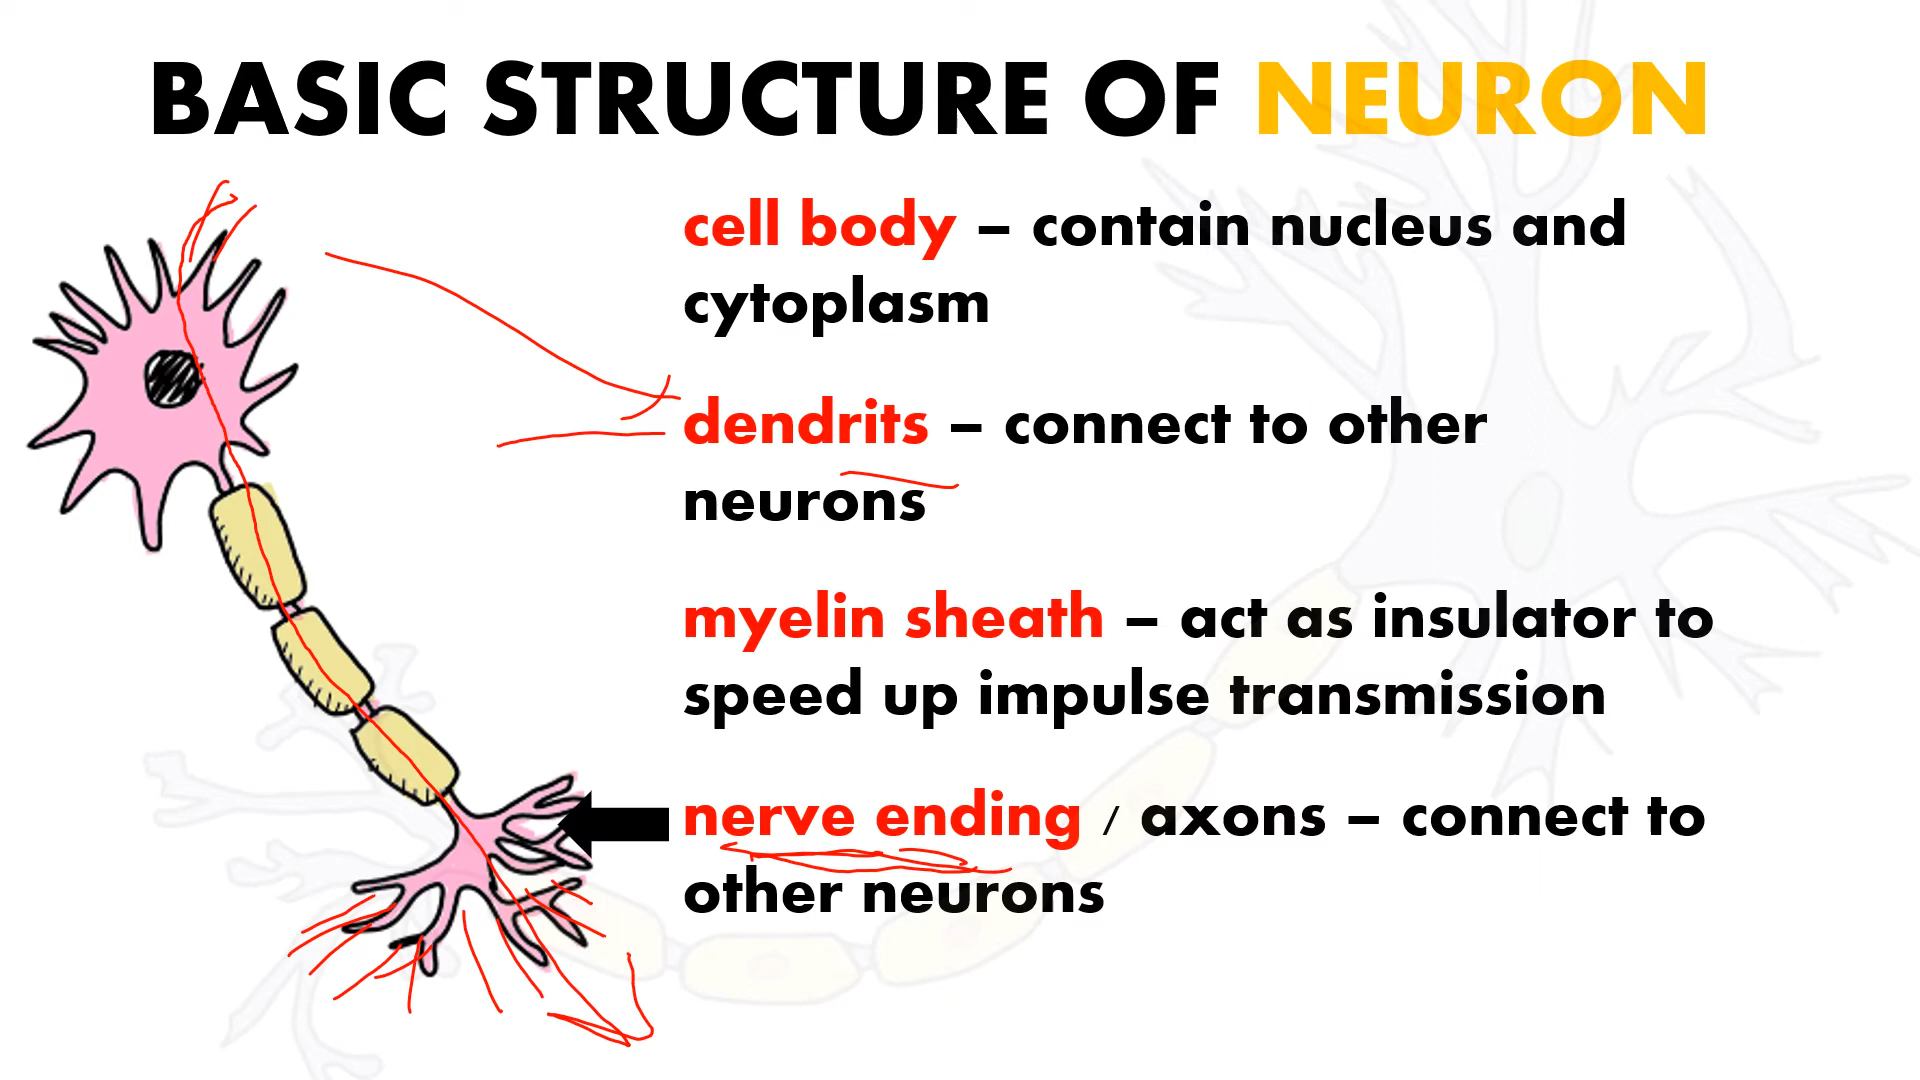 BASIC STRUCTURE OF NEURON
cell body – contain nucleus and
cytoplasm
dendrits – connect to other
neurons
myelin sheath – act as insulator to
speed up impulse transmission
nerve ending / axons – connect to
other neurons